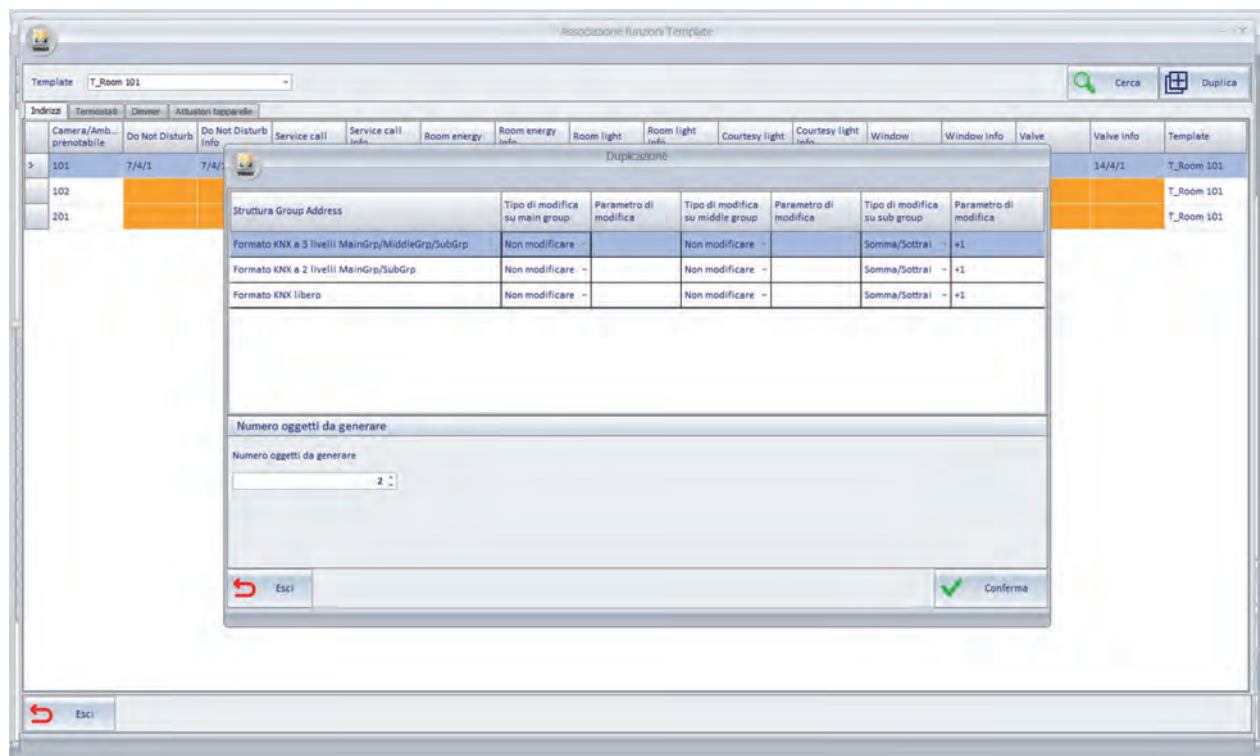 Associazione funzioni Template
Template T_Room 101 Cerca Duplica
Indirizzi Termostati Dimmer Attuatori tapparelle
Camera/Amb... prenotabile Do Not Disturb Do Not Disturb Info Service call Service call Info Room energy Room energy Info Room light Room light Info Courtesy light Courtesy light Info Window Window Info Valve Valve Info Template
> 101 7/4/1 7/4/ 14/4/1 T_Room 101
102 T_Room 101
201 T_Room 101
Duplicazione
Struttura Group Address Tipo di modifica su main group Parametro di modifica Tipo di modifica su middle group Parametro di modifica Tipo di modifica su sub group Parametro di modifica
Formato KNX a 3 livelli MainGrp/MiddleGrp/SubGrp Non modificare Non modificare Somma/Sottrai +1
Formato KNX a 2 livelli MainGrp/SubGrp Non modificare Non modificare Somma/Sottrai +1
Formato KNX libero Non modificare Non modificare Somma/Sottrai +1
Numero oggetti da generare
Numero oggetti da generare
2
Esci Conferma
Esci